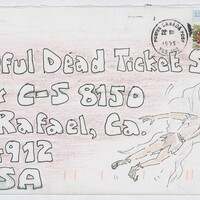 ful Dead Ticket S
C-S 8150
Rafael, Ca.
-912
SA